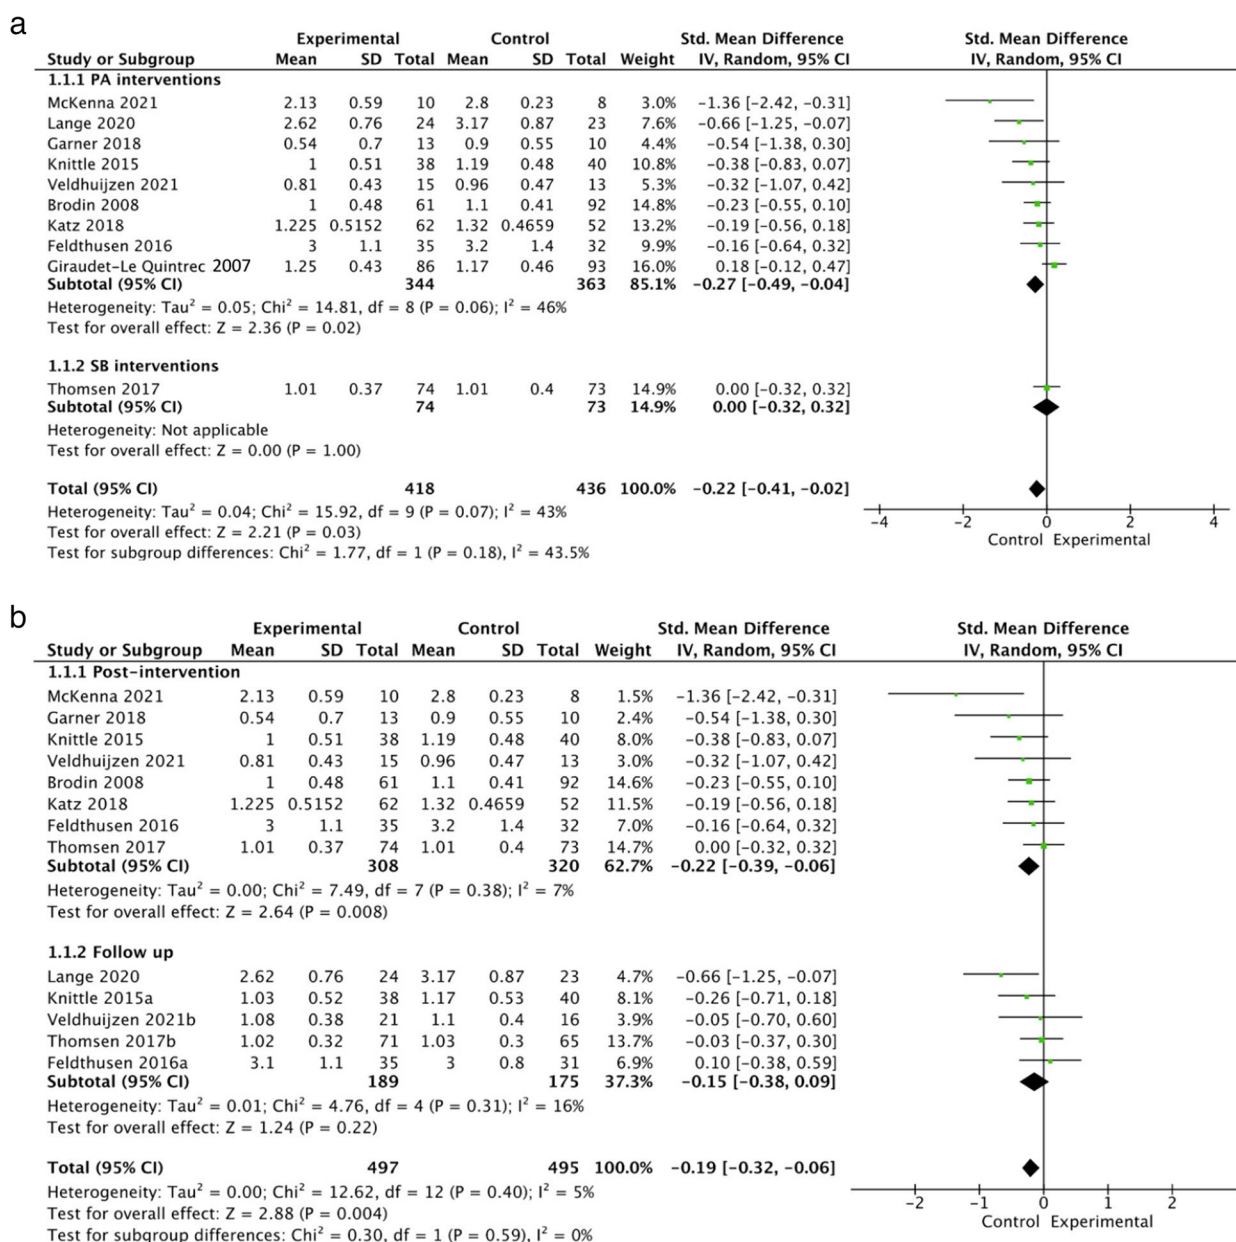 a
Experimental Control Std. Mean Difference Std. Mean Difference
Study or Subgroup Mean SD Total Mean SD Total Weight IV, Random, 95% CI IV, Random, 95% CI
1.1.1 PA interventions
McKenna 2021 2.13 0.59 10 2.8 0.23 8 3.0% −1.36 [−2.42, −0.31]
Lange 2020 2.62 0.76 24 3.17 0.87 23 7.6% −0.66 [−1.25, −0.07]
Garner 2018 0.54 0.7 13 0.9 0.55 10 4.4% −0.54 [−1.38, 0.30]
Knittle 2015 1 0.51 38 1.19 0.48 40 10.8% −0.38 [−0.83, 0.07]
Veldhuijzen 2021 0.81 0.43 15 0.96 0.47 13 5.3% −0.32 [−1.07, 0.42]
Brodin 2008 1 0.48 61 1.1 0.41 92 14.8% −0.23 [−0.55, 0.10]
Katz 2018 1.225 0.5152 62 1.32 0.4659 52 13.2% −0.19 [−0.56, 0.18]
Feldthusen 2016 3 1.1 35 3.2 1.4 32 9.9% −0.16 [−0.64, 0.32]
Giraudet-Le Quintrec 2007 1.25 0.43 86 1.17 0.46 93 16.0% 0.18 [−0.12, 0.47]
Subtotal (95% CI) 344 363 85.1% −0.27 [−0.49, −0.04]
Heterogeneity: Tau² = 0.05; Chi² = 14.81, df = 8 (P = 0.06); I² = 46%
Test for overall effect: Z = 2.36 (P = 0.02)
1.1.2 SB interventions
Thomsen 2017 1.01 0.37 74 1.01 0.4 73 14.9% 0.00 [−0.32, 0.32]
Subtotal (95% CI) 74 73 14.9% 0.00 [−0.32, 0.32]
Heterogeneity: Not applicable
Test for overall effect: Z = 0.00 (P = 1.00)
Total (95% CI) 418 436 100.0% −0.22 [−0.41, −0.02]
Heterogeneity: Tau² = 0.04; Chi² = 15.92, df = 9 (P = 0.07); I² = 43%
Test for overall effect: Z = 2.21 (P = 0.03)
Test for subgroup differences: Chi² = 1.77, df = 1 (P = 0.18), I² = 43.5%
−4 −2 0 2 4
Control Experimental
b
Experimental Control Std. Mean Difference Std. Mean Difference
Study or Subgroup Mean SD Total Mean SD Total Weight IV, Random, 95% CI IV, Random, 95% CI
1.1.1 Post-intervention
McKenna 2021 2.13 0.59 10 2.8 0.23 8 1.5% −1.36 [−2.42, −0.31]
Garner 2018 0.54 0.7 13 0.9 0.55 10 2.4% −0.54 [−1.38, 0.30]
Knittle 2015 1 0.51 38 1.19 0.48 40 8.0% −0.38 [−0.83, 0.07]
Veldhuijzen 2021 0.81 0.43 15 0.96 0.47 13 3.0% −0.32 [−1.07, 0.42]
Brodin 2008 1 0.48 61 1.1 0.41 92 14.6% −0.23 [−0.55, 0.10]
Katz 2018 1.225 0.5152 62 1.32 0.4659 52 11.5% −0.19 [−0.56, 0.18]
Feldthusen 2016 3 1.1 35 3.2 1.4 32 7.0% −0.16 [−0.64, 0.32]
Thomsen 2017 1.01 0.37 74 1.01 0.4 73 14.7% 0.00 [−0.32, 0.32]
Subtotal (95% CI) 308 320 62.7% −0.22 [−0.39, −0.06]
Heterogeneity: Tau² = 0.00; Chi² = 7.49, df = 7 (P = 0.38); I² = 7%
Test for overall effect: Z = 2.64 (P = 0.008)
1.1.2 Follow up
Lange 2020 2.62 0.76 24 3.17 0.87 23 4.7% −0.66 [−1.25, −0.07]
Knittle 2015a 1.03 0.52 38 1.17 0.53 40 8.1% −0.26 [−0.71, 0.18]
Veldhuijzen 2021b 1.08 0.38 21 1.1 0.4 16 3.9% −0.05 [−0.70, 0.60]
Thomsen 2017b 1.02 0.32 71 1.03 0.3 65 13.7% −0.03 [−0.37, 0.30]
Feldthusen 2016a 3.1 1.1 35 3 0.8 31 6.9% 0.10 [−0.38, 0.59]
Subtotal (95% CI) 189 175 37.3% −0.15 [−0.38, 0.09]
Heterogeneity: Tau² = 0.01; Chi² = 4.76, df = 4 (P = 0.31); I² = 16%
Test for overall effect: Z = 1.24 (P = 0.22)
Total (95% CI) 497 495 100.0% −0.19 [−0.32, −0.06]
Heterogeneity: Tau² = 0.00; Chi² = 12.62, df = 12 (P = 0.40); I² = 5%
Test for overall effect: Z = 2.88 (P = 0.004)
Test for subgroup differences: Chi² = 0.30, df = 1 (P = 0.59), I² = 0%
−2 −1 0 1 2
Control Experimental